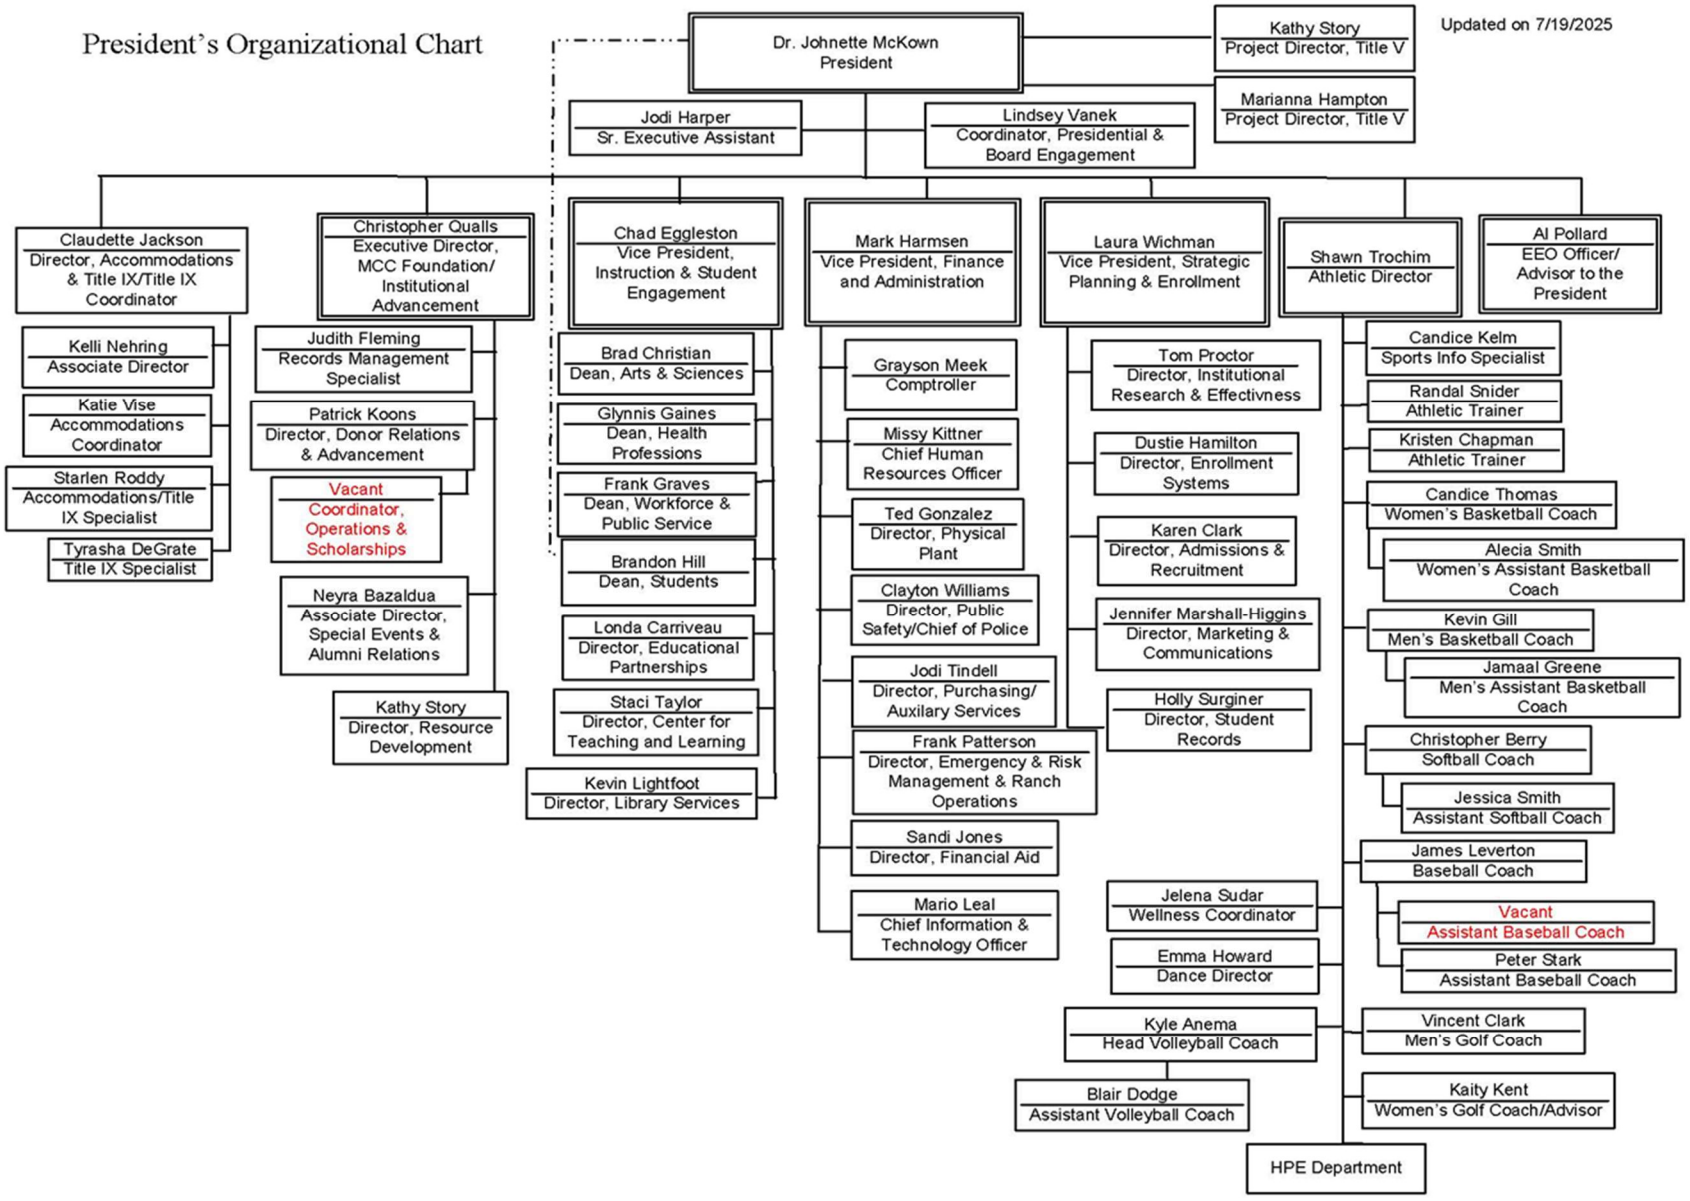 President's Organizational Chart
Updated on 7/19/2025
Dr. Johnette McKown
President
Kathy Story
Project Director, Title V
Marianna Hampton
Project Director, Title V
Jodi Harper
Sr. Executive Assistant
Lindsey Vanek
Coordinator, Presidential &
Board Engagement
Claudette Jackson
Director, Accommodations
& Title IX/Title IX
Coordinator
Kelli Nehring
Associate Director
Katie Vise
Accommodations
Coordinator
Starlen Roddy
Accommodations/Title
IX Specialist
Tyrasha DeGrate
Title IX Specialist
Christopher Qualls
Executive Director,
MCC Foundation/
Institutional
Advancement
Judith Fleming
Records Management
Specialist
Patrick Koons
Director, Donor Relations
& Advancement
Vacant
Coordinator,
Operations &
Scholarships
Neyra Bazaldua
Associate Director,
Special Events &
Alumni Relations
Kathy Story
Director, Resource
Development
Chad Eggleston
Vice President,
Instruction & Student
Engagement
Brad Christian
Dean, Arts & Sciences
Glynnis Gaines
Dean, Health
Professions
Frank Graves
Dean, Workforce &
Public Service
Brandon Hill
Dean, Students
Londa Carriveau
Director, Educational
Partnerships
Staci Taylor
Director, Center for
Teaching and Learning
Kevin Lightfoot
Director, Library Services
Mark Harmsen
Vice President, Finance
and Administration
Grayson Meek
Comptroller
Missy Kittner
Chief Human
Resources Officer
Ted Gonzalez
Director, Physical
Plant
Clayton Williams
Director, Public
Safety/Chief of Police
Jodi Tindell
Director, Purchasing/
Auxilary Services
Frank Patterson
Director, Emergency & Risk
Management & Ranch
Operations
Sandi Jones
Director, Financial Aid
Mario Leal
Chief Information &
Technology Officer
Laura Wichman
Vice President, Strategic
Planning & Enrollment
Tom Proctor
Director, Institutional
Research & Effectivness
Dustie Hamilton
Director, Enrollment
Systems
Karen Clark
Director, Admissions &
Recruitment
Jennifer Marshall-Higgins
Director, Marketing &
Communications
Holly Surginer
Director, Student
Records
Shawn Trochim
Athletic Director
Candice Kelm
Sports Info Specialist
Randal Snider
Athletic Trainer
Kristen Chapman
Athletic Trainer
Candice Thomas
Women's Basketball Coach
Alecia Smith
Women's Assistant Basketball
Coach
Kevin Gill
Men's Basketball Coach
Jamaal Greene
Men's Assistant Basketball
Coach
Christopher Berry
Softball Coach
Jessica Smith
Assistant Softball Coach
James Leverton
Baseball Coach
Vacant
Assistant Baseball Coach
Peter Stark
Assistant Baseball Coach
Jelena Sudar
Wellness Coordinator
Emma Howard
Dance Director
Kyle Anema
Head Volleyball Coach
Blair Dodge
Assistant Volleyball Coach
Vincent Clark
Men's Golf Coach
Kaity Kent
Women's Golf Coach/Advisor
HPE Department
Al Pollard
EEO Officer/
Advisor to the
President